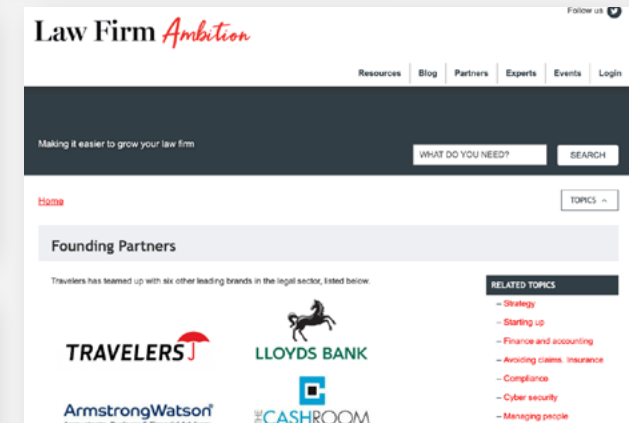 Follow us
Law Firm Ambition
Resources Blog Partners Experts Events Login
Making it easier to grow your law firm
WHAT DO YOU NEED? SEARCH
Home
TOPICS
Founding Partners
Travelers has teamed up with six other leading brands in the legal sector, listed below.
TRAVELERS
LLOYDS BANK
ArmstrongWatson
THE CASHROOM
RELATED TOPICS
– Strategy
– Starting up
– Finance and accounting
– Avoiding claims. Insurance
– Compliance
– Cyber security
– Managing people